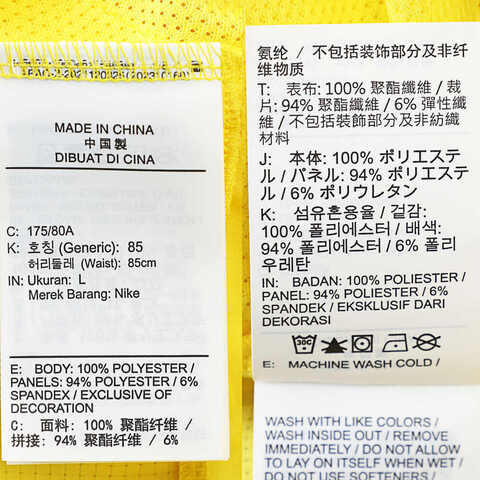 MADE IN CHINA
中国製
DIBUAT DI CINA
C: 175/80A
K: 호칭 (Generic): 85
허리둘레 (Waist): 85cm
IN: Ukuran: L
Merek Barang: Nike
E: BODY: 100% POLYESTER /
PANELS: 94% POLYESTER / 6%
SPANDEX / EXCLUSIVE OF
DECORATION
C: 面料: 100% 聚酯纤维 /
拼接: 94% 聚酯纤维 / 6%
氨纶 / 不包括装饰部分及非纤
维物质
T: 表布: 100% 聚酯纖維 / 裁
片: 94% 聚酯纖維 / 6% 彈性纖
維 / 不包括裝飾部分及非紡織
材料
J: 本体: 100% ポリエステ
ル / パネル: 94% ポリエステ
ル / 6% ポリウレタン
K: 섬유혼용율 / 겉감:
100% 폴리에스터 / 배색:
94% 폴리에스터 / 6% 폴리
우레탄
IN: BADAN: 100% POLIESTER /
PANEL: 94% POLIESTER / 6%
SPANDEK / EKSKLUSIF DARI
DEKORASI
30C
E: MACHINE WASH COLD /
WASH WITH LIKE COLORS /
WASH INSIDE OUT / REMOVE
IMMEDIATELY / DO NOT ALLOW
TO LAY ON ITSELF WHEN WET /
DO NOT USE SOFTENERS /